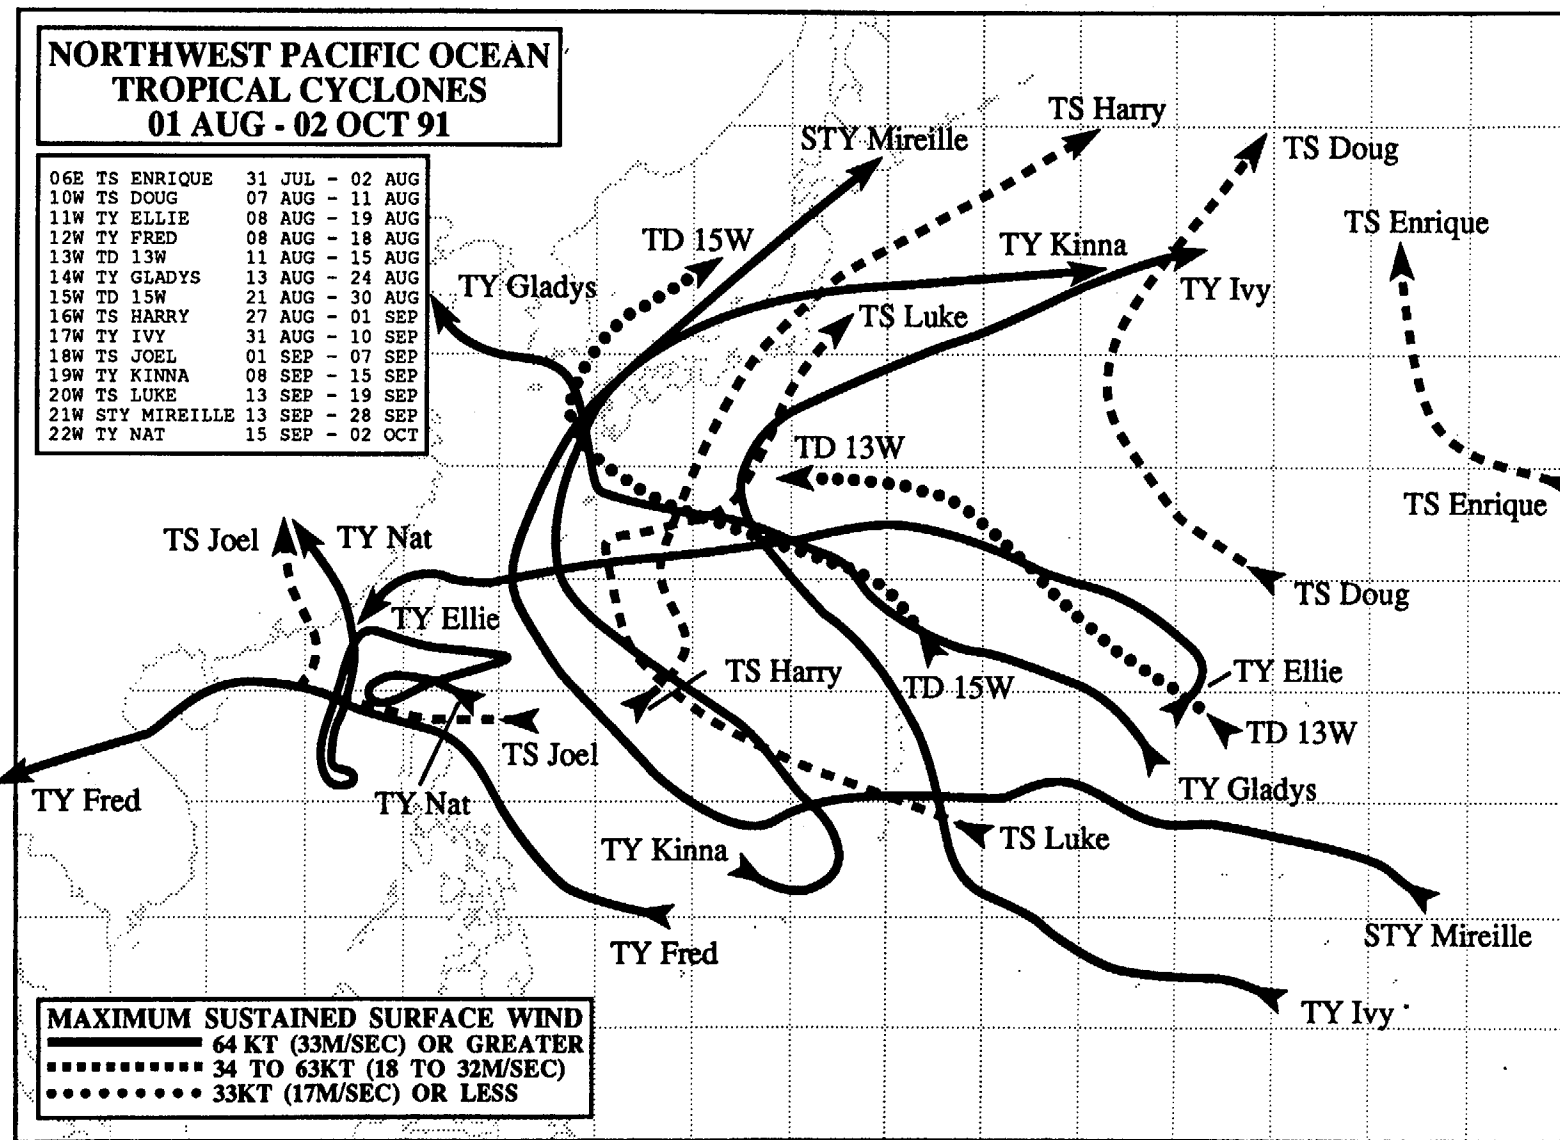 NORTHWEST PACIFIC OCEAN
TROPICAL CYCLONES
01 AUG - 02 OCT 91
06E TS ENRIQUE 31 JUL - 02 AUG
10W TS DOUG 07 AUG - 11 AUG
11W TY ELLIE 08 AUG - 19 AUG
12W TY FRED 08 AUG - 18 AUG
13W TD 13W 11 AUG - 15 AUG
14W TY GLADYS 13 AUG - 24 AUG
15W TD 15W 21 AUG - 30 AUG
16W TS HARRY 27 AUG - 01 SEP
17W TY IVY 31 AUG - 10 SEP
18W TS JOEL 01 SEP - 07 SEP
19W TY KINNA 08 SEP - 15 SEP
20W TS LUKE 13 SEP - 19 SEP
21W STY MIREILLE 13 SEP - 28 SEP
22W TY NAT 15 SEP - 02 OCT
TS Harry
STY Mireille
TS Doug
TS Enrique
TD 15W
TY Kinna
TY Gladys
TY Ivy
TS Luke
TD 13W
TS Enrique
TS Joel
TY Nat
TS Doug
TY Ellie
TS Harry
TY Ellie
TD 15W
TD 13W
TS Joel
TY Gladys
TY Fred
TY Nat
TS Luke
TY Kinna
STY Mireille
TY Fred
TY Ivy
MAXIMUM SUSTAINED SURFACE WIND
64 KT (33M/SEC) OR GREATER
34 TO 63KT (18 TO 32M/SEC)
33KT (17M/SEC) OR LESS